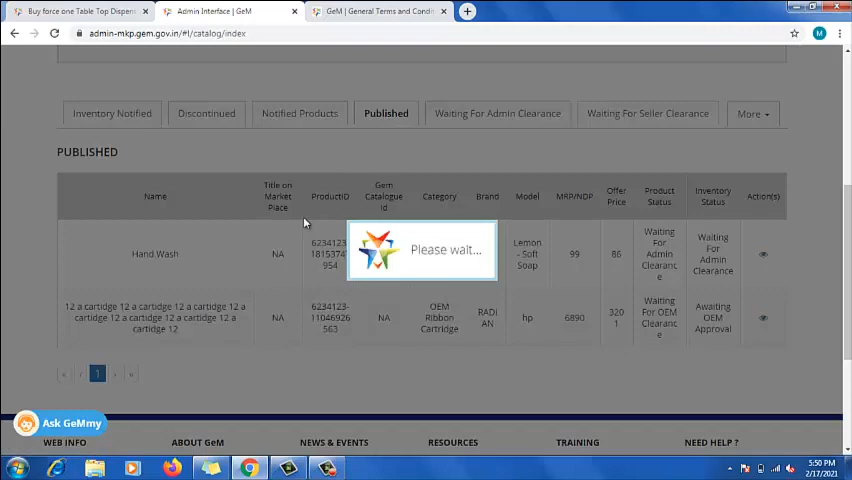 Buy force one Table Top Dispens
Admin Interface | GeM
GeM | General Terms and Condi
admin-mkp.gem.gov.in/#!/catalog/index
M
Inventory Notified
Discontinued
Notified Products
Published
Waiting For Admin Clearance
Waiting For Seller Clearance
More
PUBLISHED
Name
Title on
Market
Place
ProductID
Gem
Catalogue
Id
Category
Brand
Model
MRP/NDP
Offer
Price
Product
Status
Inventory
Status
Action(s)
Hand Wash
NA
6234123
1815374
954
Lemon
- Soft
Soap
99
86
Waiting
For
Admin
Clearanc
e
Waiting
For
Admin
Clearance
Please wait...
12 a cartidge 12 a cartidge 12 a cartidge 12 a
cartidge 12 a cartidge 12 a cartidge 12 a
cartidge 12
NA
6234123-
11046926
563
NA
OEM
Ribbon
Cartridge
RADI
AN
hp
6890
320
1
Waiting
For OEM
Clearanc
e
Awaiting
OEM
Approval
« ‹ 1 › »
Ask GeMmy
WEB INFO
ABOUT GeM
NEWS & EVENTS
RESOURCES
TRAINING
NEED HELP ?
5:50 PM
2/17/2021